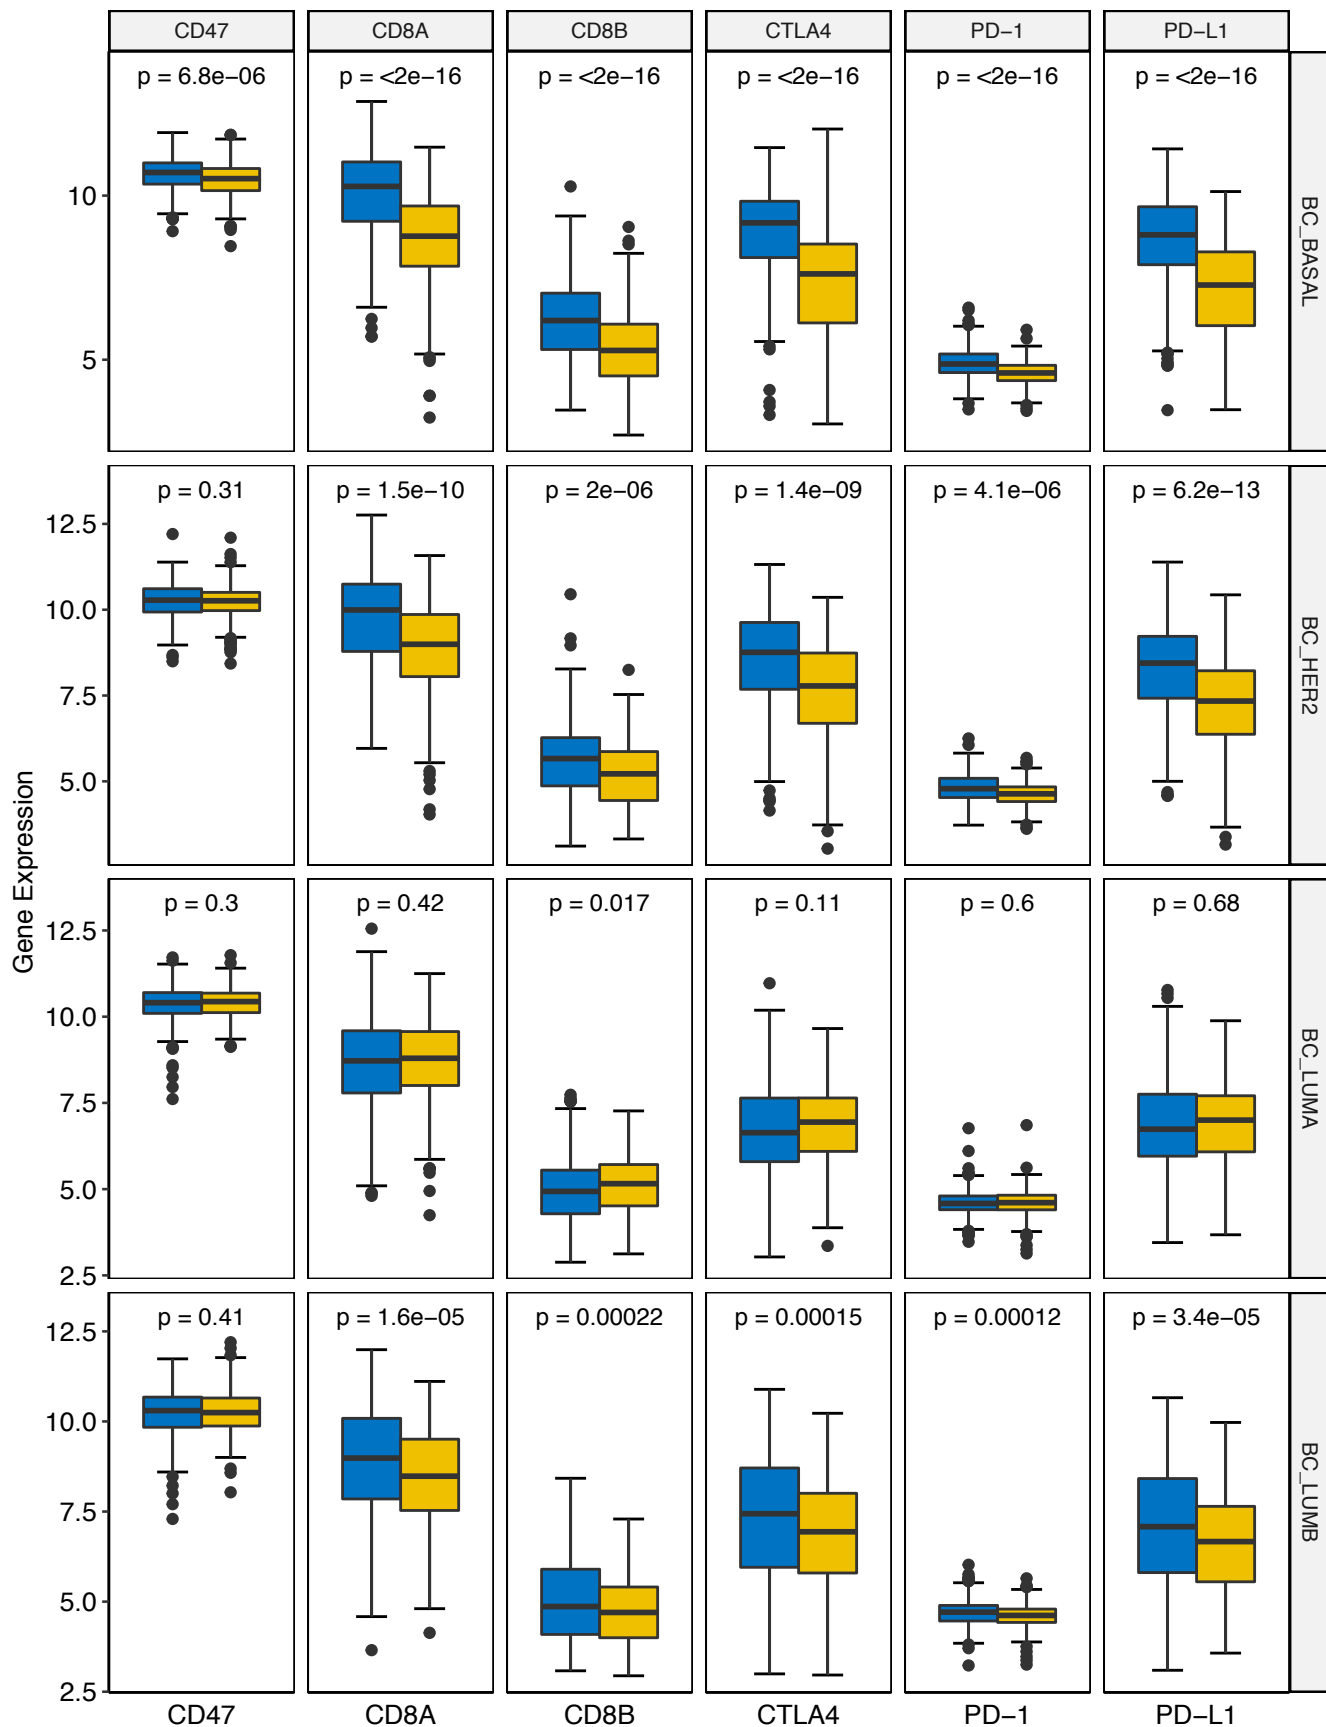 CD47 CD8A CD8B CTLA4 PD−1 PD−L1
p = 6.8e−06 p = <2e−16 p = <2e−16 p = <2e−16 p = <2e−16 p = <2e−16
10
5
BC_BASAL
p = 0.31 p = 1.5e−10 p = 2e−06 p = 1.4e−09 p = 4.1e−06 p = 6.2e−13
12.5
10.0
7.5
5.0
BC_HER2
Gene Expression
p = 0.3 p = 0.42 p = 0.017 p = 0.11 p = 0.6 p = 0.68
12.5
10.0
7.5
5.0
2.5
BC_LUMA
p = 0.41 p = 1.6e−05 p = 0.00022 p = 0.00015 p = 0.00012 p = 3.4e−05
12.5
10.0
7.5
5.0
2.5
BC_LUMB
CD47 CD8A CD8B CTLA4 PD−1 PD−L1